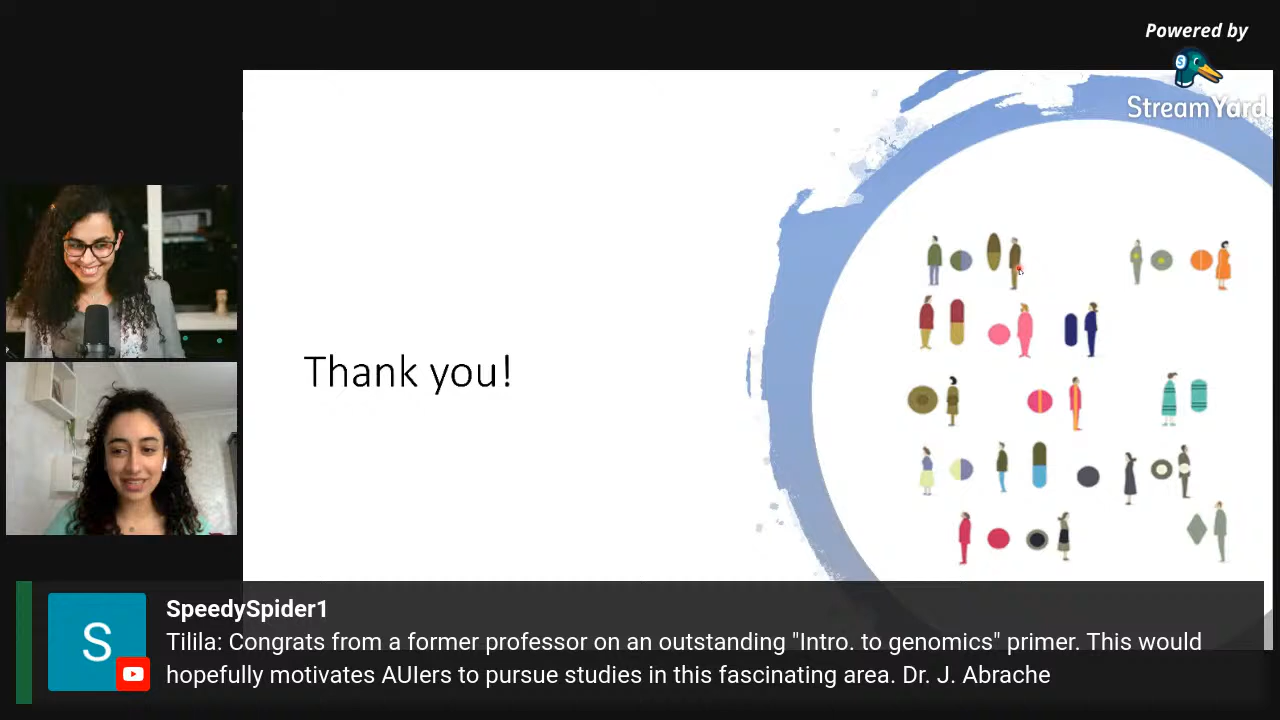 Powered by
S
StreamYard
Thank you!
S
SpeedySpider1
Tilila: Congrats from a former professor on an outstanding "Intro. to genomics" primer. This would
hopefully motivates AUIers to pursue studies in this fascinating area. Dr. J. Abrache